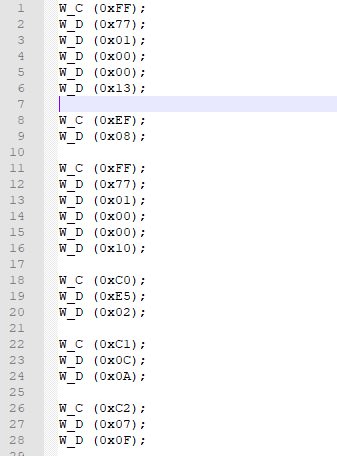 1 W_C (0xFF);
2 W_D (0x77);
3 W_D (0x01);
4 W_D (0x00);
5 W_D (0x00);
6 W_D (0x13);
7
8 W_C (0xEF);
9 W_D (0x08);
10
11 W_C (0xFF);
12 W_D (0x77);
13 W_D (0x01);
14 W_D (0x00);
15 W_D (0x00);
16 W_D (0x10);
17
18 W_C (0xC0);
19 W_D (0xE5);
20 W_D (0x02);
21
22 W_C (0xC1);
23 W_D (0x0C);
24 W_D (0x0A);
25
26 W_C (0xC2);
27 W_D (0x07);
28 W_D (0x0F);
29